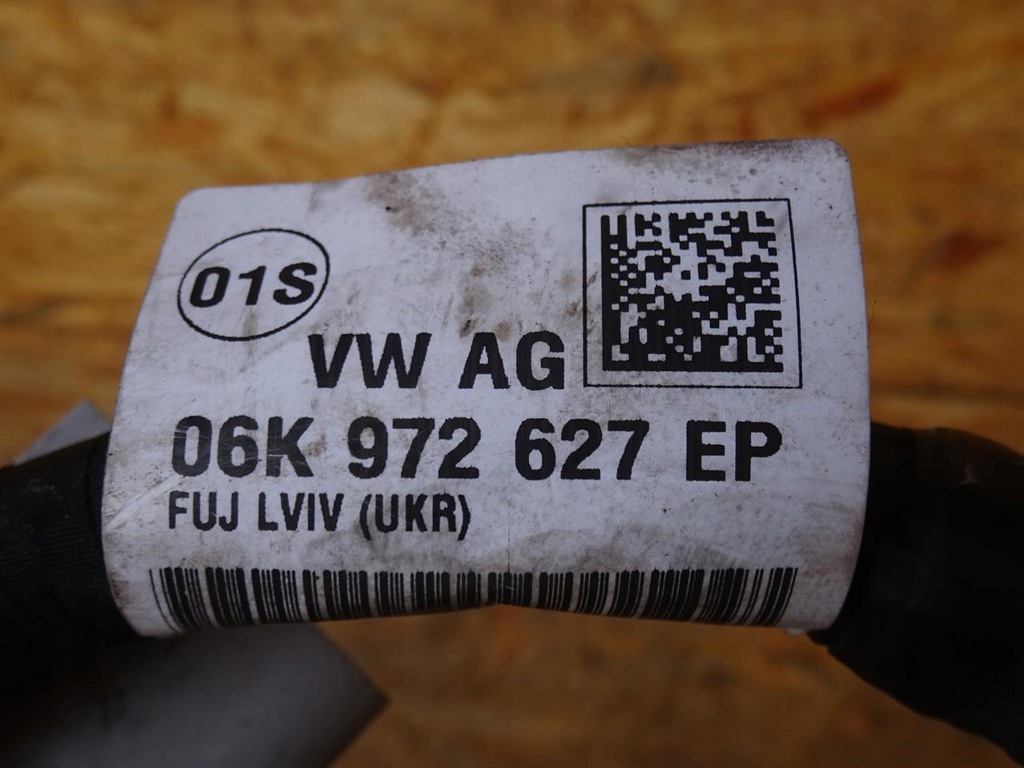 01S
VW AG
06K 972 627 EP
FUJ LVIV (UKR)